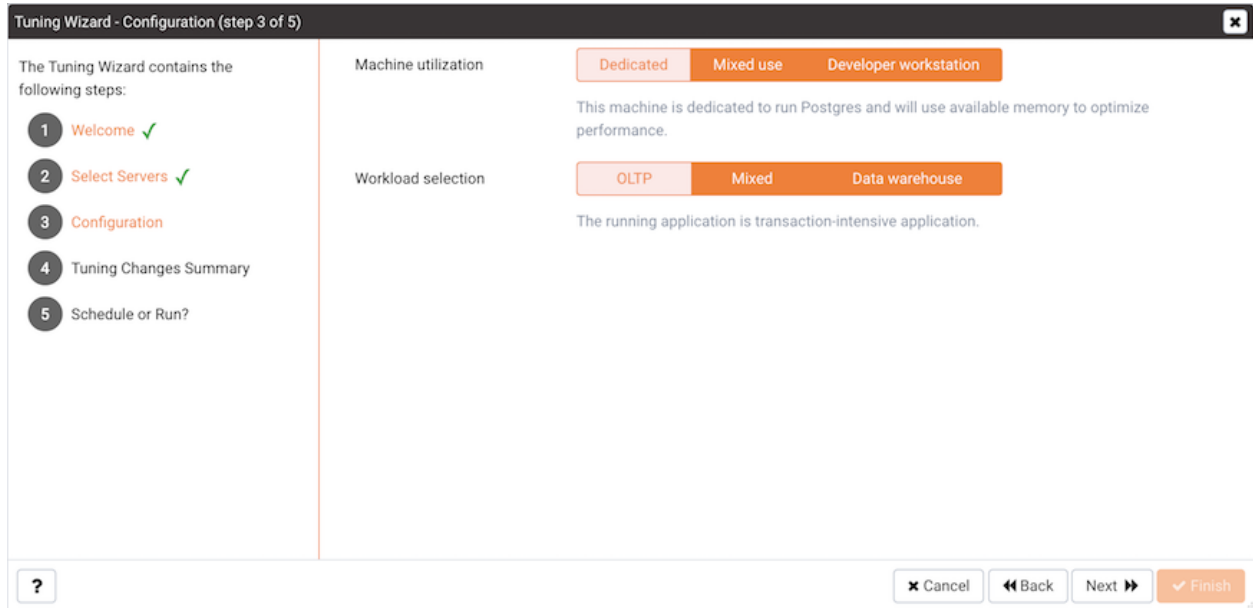 Tuning Wizard - Configuration (step 3 of 5)
The Tuning Wizard contains the
following steps:
1 Welcome
2 Select Servers
3 Configuration
4 Tuning Changes Summary
5 Schedule or Run?
Machine utilization
Dedicated Mixed use Developer workstation
This machine is dedicated to run Postgres and will use available memory to optimize
performance.
Workload selection
OLTP Mixed Data warehouse
The running application is transaction-intensive application.
? Cancel Back Next Finish